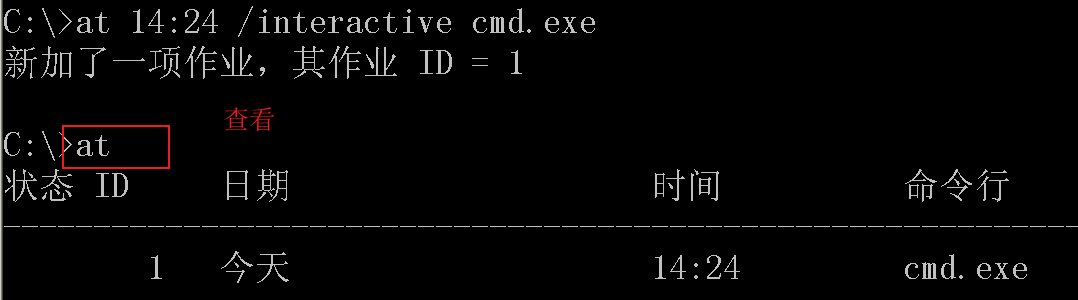 C:\>at 14:24 /interactive cmd.exe
新加了一项作业，其作业 ID = 1
查看
C:\>at
状态 ID 日期 时间 命令行
-------------------------------------------------------------
1 今天 14:24 cmd.exe